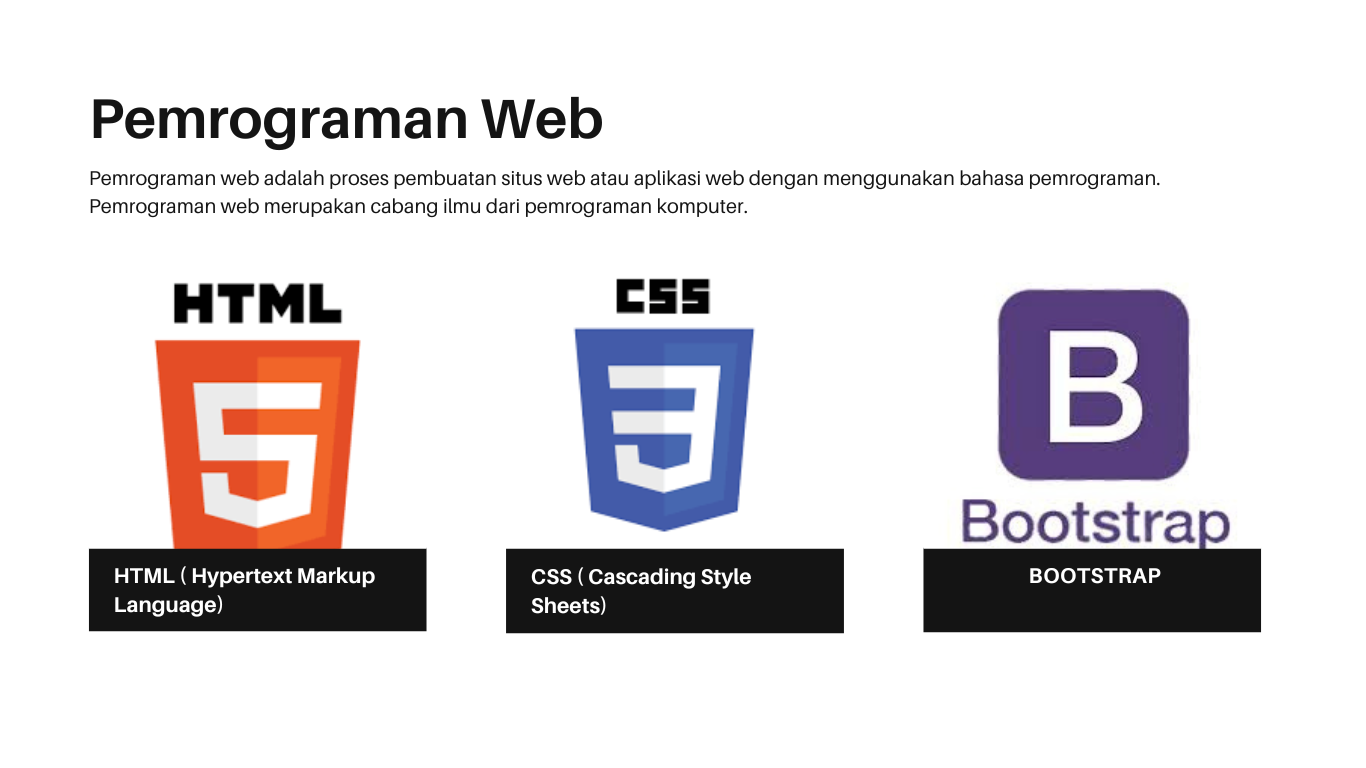 Pemrograman Web
Pemrograman web adalah proses pembuatan situs web atau aplikasi web dengan menggunakan bahasa pemrograman.
Pemrograman web merupakan cabang ilmu dari pemrograman komputer.
HTML
5
HTML ( Hypertext Markup
Language)
CSS
3
CSS ( Cascading Style
Sheets)
B
Bootstrap
BOOTSTRAP